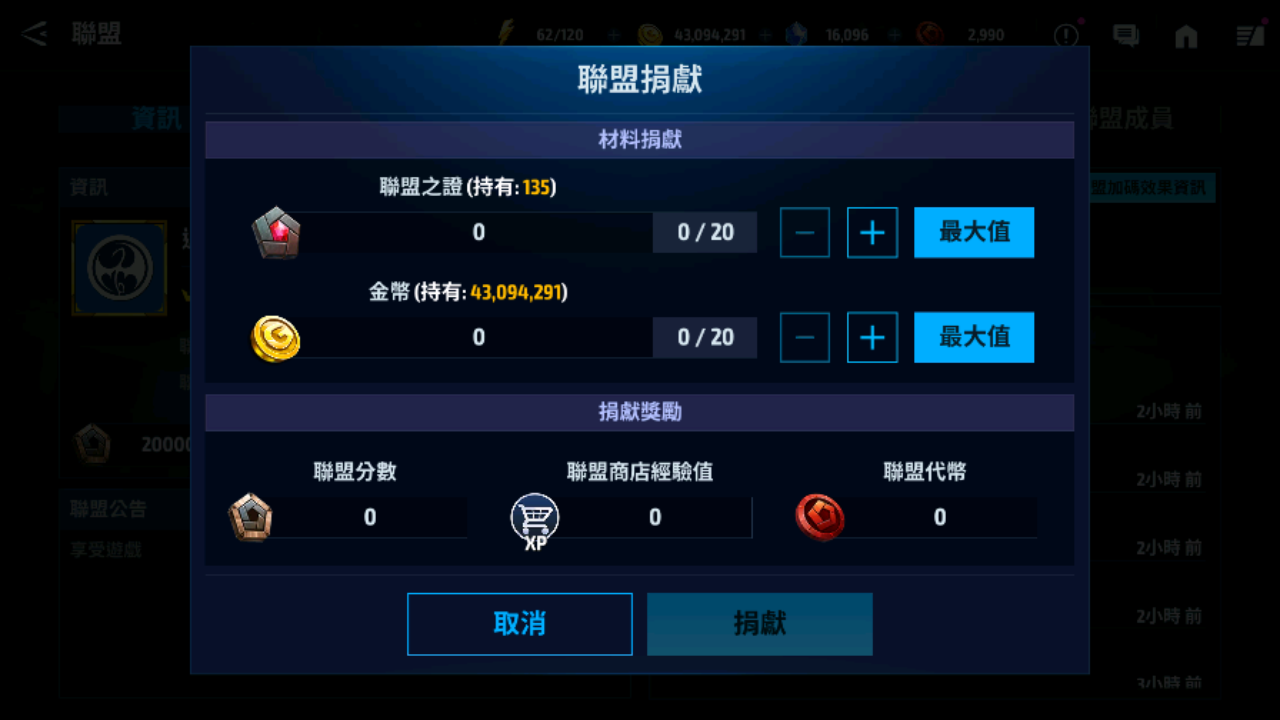 聯盟
62/120
43,094,291
16,096
2,990
聯盟捐獻
資訊
聯盟成員
材料捐獻
資訊
聯盟之證 (持有: 135)
盟加碼效果資訊
0
0 / 20
最大值
金幣 (持有: 43,094,291)
0
0 / 20
最大值
捐獻獎勵
2小時 前
20000
聯盟分數
聯盟商店經驗值
聯盟代幣
2小時 前
聯盟公告
0
XP
0
0
享受遊戲
2小時 前
取消
捐獻
2小時 前
3小時 前